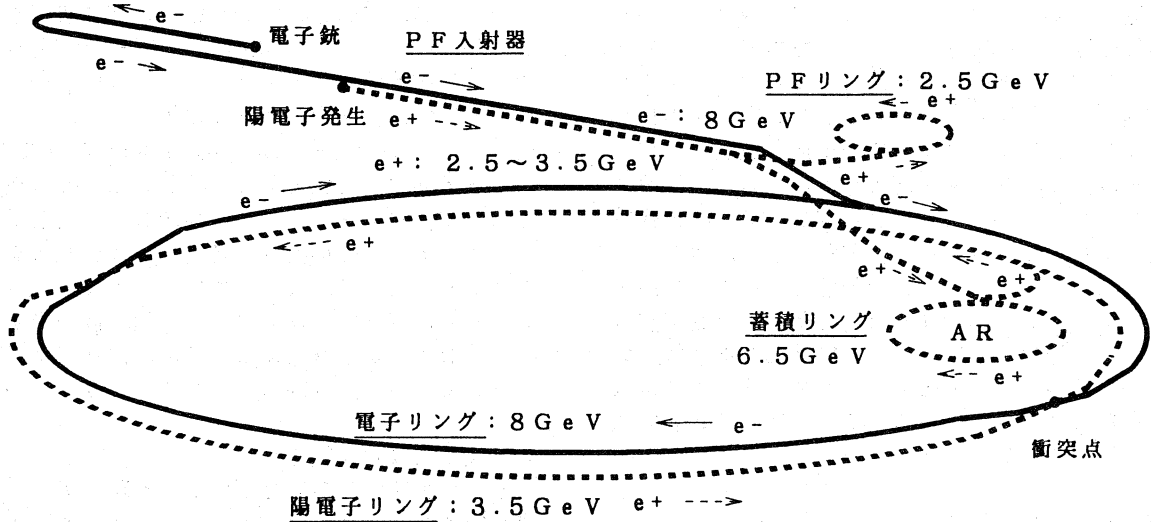 e-
電子銃
PF入射器
e-
e-
PFリング：2.5GeV
e+
陽電子発生
e+
e-：8GeV
e+：2.5～3.5GeV
e+
e-
e-
e+
e+
e+
蓄積リング
6.5GeV
AR
e+
電子リング：8GeV
e-
衝突点
陽電子リング：3.5GeV
e+